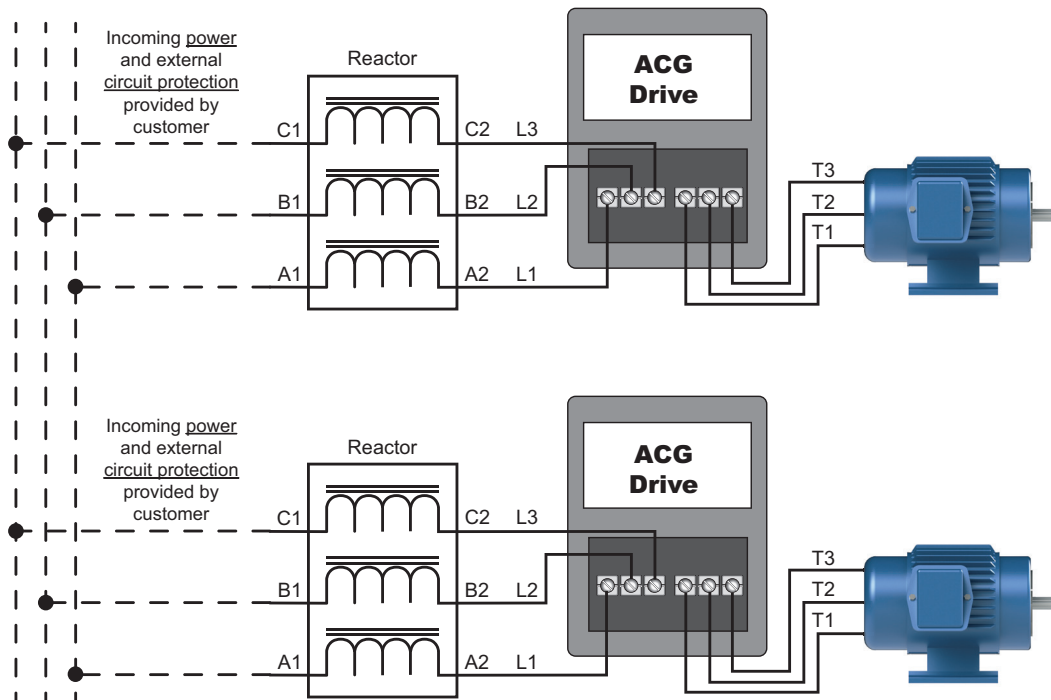 Incoming power
and external
circuit protection
provided by
customer
Reactor
ACG
Drive
C1
C2 L3
B1
B2 L2
A1
A2 L1
T3
T2
T1
Incoming power
and external
circuit protection
provided by
customer
Reactor
ACG
Drive
C1
C2 L3
B1
B2 L2
A1
A2 L1
T3
T2
T1